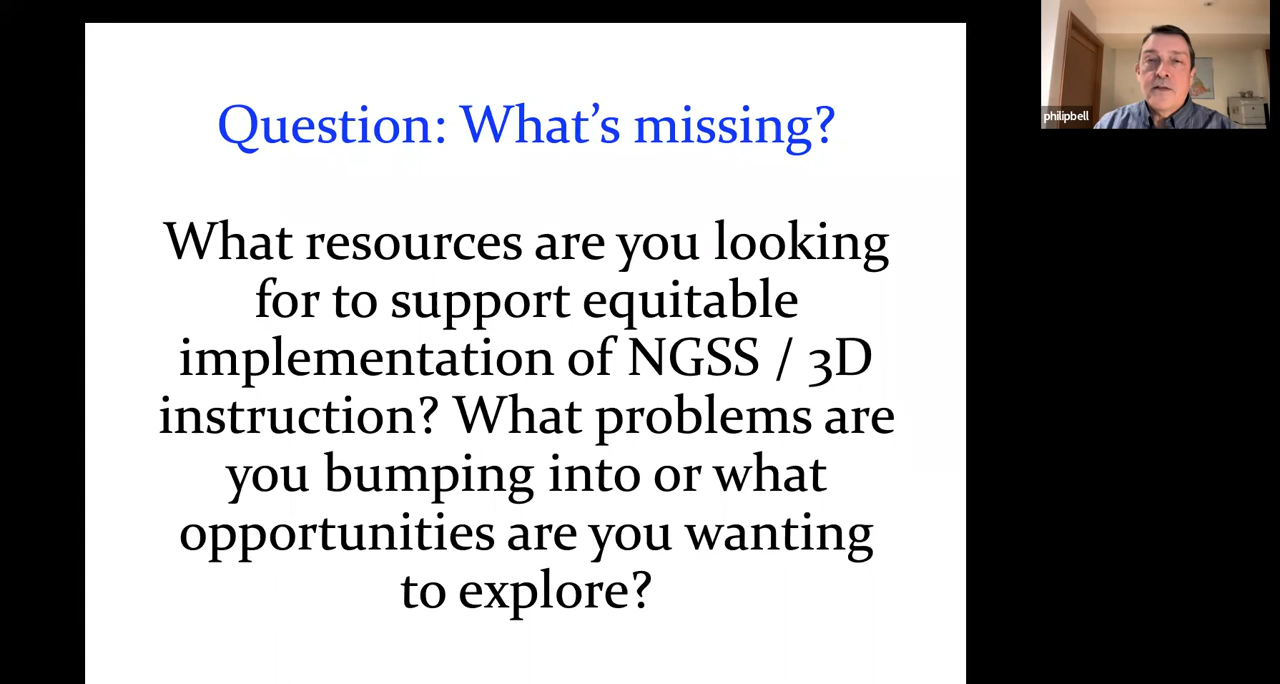 Question: What’s missing?
What resources are you looking
for to support equitable
implementation of NGSS / 3D
instruction? What problems are
you bumping into or what
opportunities are you wanting
to explore?
philipbell